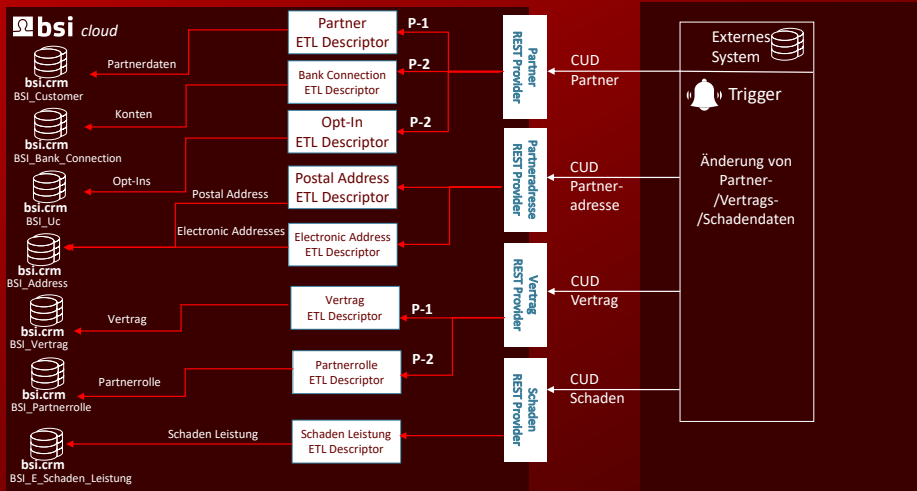 bsi cloud
bsi.crm
BSI_Customer
bsi.crm
BSI_Bank_Connection
bsi.crm
BSI_Uc
bsi.crm
BSI_Address
bsi.crm
BSI_Vertrag
bsi.crm
BSI_Partnerrolle
bsi.crm
BSI_E_Schaden_Leistung
Partnerdaten
Konten
Opt-Ins
Postal Address
Electronic Addresses
Vertrag
Partnerrolle
Schaden Leistung
Partner
ETL Descriptor
Bank Connection
ETL Descriptor
Opt-In
ETL Descriptor
Postal Address
ETL Descriptor
Electronic Address
ETL Descriptor
Vertrag
ETL Descriptor
Partnerrolle
ETL Descriptor
Schaden Leistung
ETL Descriptor
P-1
P-2
P-2
P-1
P-2
Partner
REST Provider
Partneradresse
REST Provider
Vertrag
REST Provider
Schaden
REST Provider
CUD
Partner
CUD
Partner-
adresse
CUD
Vertrag
CUD
Schaden
Externes
System
Trigger
Änderung von
Partner-
/Vertrags-
/Schadendaten